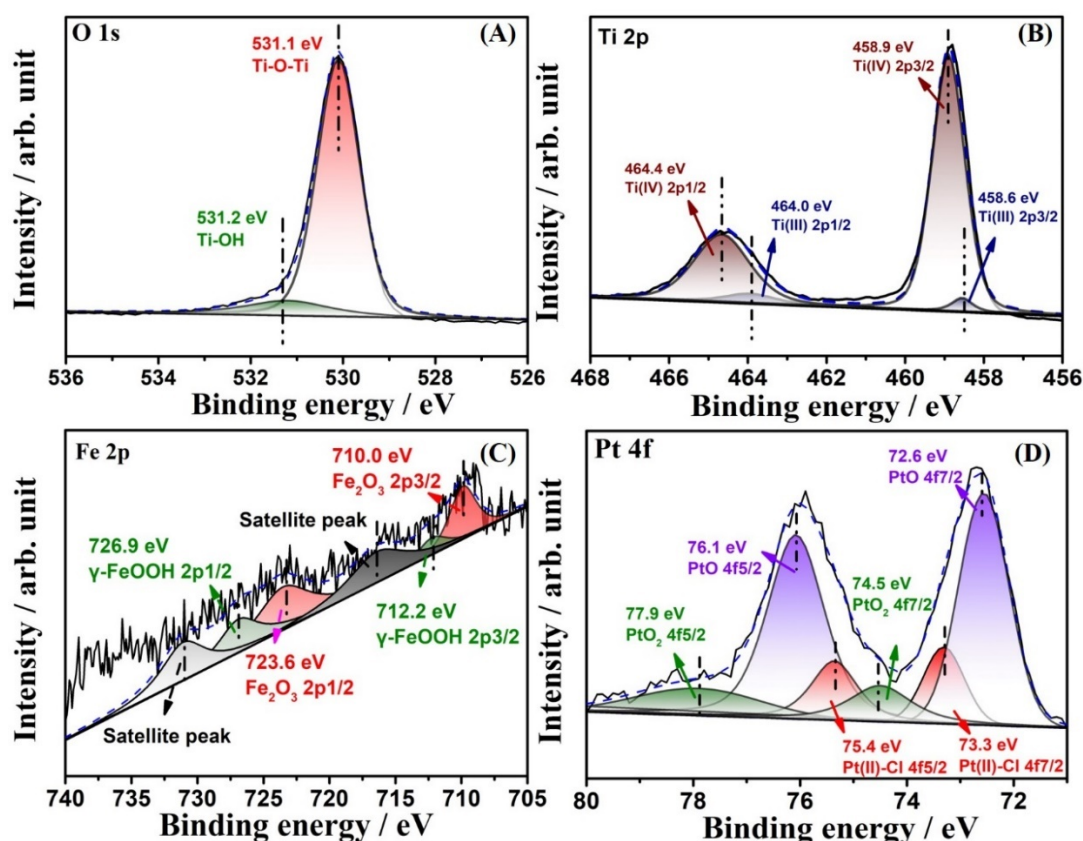 O 1s
(A)
531.1 eV
Ti-O-Ti
531.2 eV
Ti-OH
Intensity / arb. unit
536 534 532 530 528 526
Binding energy / eV
Ti 2p
(B)
458.9 eV
Ti(IV) 2p3/2
464.4 eV
Ti(IV) 2p1/2
464.0 eV
Ti(III) 2p1/2
458.6 eV
Ti(III) 2p3/2
Intensity / arb. unit
468 466 464 462 460 458 456
Binding energy / eV
Fe 2p
(C)
710.0 eV
Fe₂O₃ 2p3/2
Satellite peak
726.9 eV
γ-FeOOH 2p1/2
712.2 eV
γ-FeOOH 2p3/2
723.6 eV
Fe₂O₃ 2p1/2
Satellite peak
Intensity / arb. unit
740 735 730 725 720 715 710 705
Binding energy / eV
Pt 4f
(D)
72.6 eV
PtO 4f7/2
76.1 eV
PtO 4f5/2
74.5 eV
PtO₂ 4f7/2
77.9 eV
PtO₂ 4f5/2
75.4 eV
Pt(II)-Cl 4f5/2
73.3 eV
Pt(II)-Cl 4f7/2
Intensity / arb. unit
80 78 76 74 72
Binding energy / eV